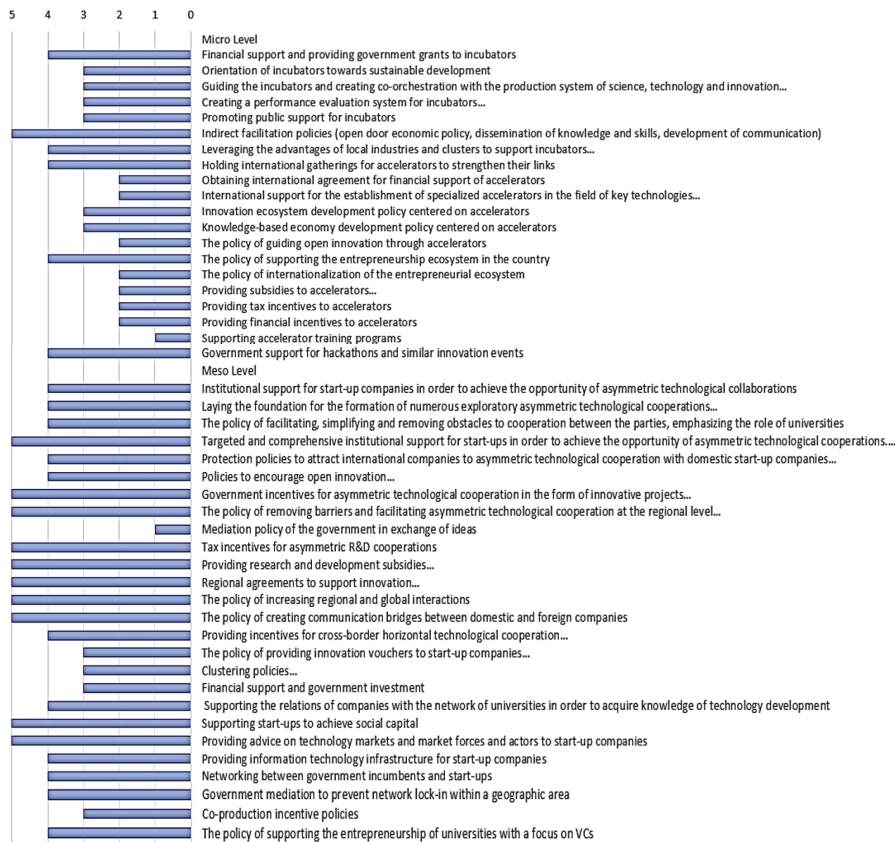 5 4 3 2 1 0
Micro Level
Financial support and providing government grants to incubators
Orientation of incubators towards sustainable development
Guiding the incubators and creating co-orchestration with the production system of science, technology and innovation...
Creating a performance evaluation system for incubators...
Promoting public support for incubators
Indirect facilitation policies (open door economic policy, dissemination of knowledge and skills, development of communication)
Leveraging the advantages of local industries and clusters to support incubators...
Holding international gatherings for accelerators to strengthen their links
Obtaining international agreement for financial support of accelerators
International support for the establishment of specialized accelerators in the field of key technologies...
Innovation ecosystem development policy centered on accelerators
Knowledge-based economy development policy centered on accelerators
The policy of guiding open innovation through accelerators
The policy of supporting the entrepreneurship ecosystem in the country
The policy of internationalization of the entrepreneurial ecosystem
Providing subsidies to accelerators...
Providing tax incentives to accelerators
Providing financial incentives to accelerators
Supporting accelerator training programs
Government support for hackathons and similar innovation events
Meso Level
Institutional support for start-up companies in order to achieve the opportunity of asymmetric technological collaborations
Laying the foundation for the formation of numerous exploratory asymmetric technological cooperations...
The policy of facilitating, simplifying and removing obstacles to cooperation between the parties, emphasizing the role of universities
Targeted and comprehensive institutional support for start-ups in order to achieve the opportunity of asymmetric technological cooperations....
Protection policies to attract international companies to asymmetric technological cooperation with domestic start-up companies...
Policies to encourage open innovation...
Government incentives for asymmetric technological cooperation in the form of innovative projects...
The policy of removing barriers and facilitating asymmetric technological cooperation at the regional level...
Mediation policy of the government in exchange of ideas
Tax incentives for asymmetric R&D cooperations
Providing research and development subsidies...
Regional agreements to support innovation...
The policy of increasing regional and global interactions
The policy of creating communication bridges between domestic and foreign companies
Providing incentives for cross-border horizontal technological cooperation...
The policy of providing innovation vouchers to start-up companies...
Clustering policies...
Financial support and government investment
Supporting the relations of companies with the network of universities in order to acquire knowledge of technology development
Supporting start-ups to achieve social capital
Providing advice on technology markets and market forces and actors to start-up companies
Providing information technology infrastructure for start-up companies
Networking between government incumbents and start-ups
Government mediation to prevent network lock-in within a geographic area
Co-production incentive policies
The policy of supporting the entrepreneurship of universities with a focus on VCs